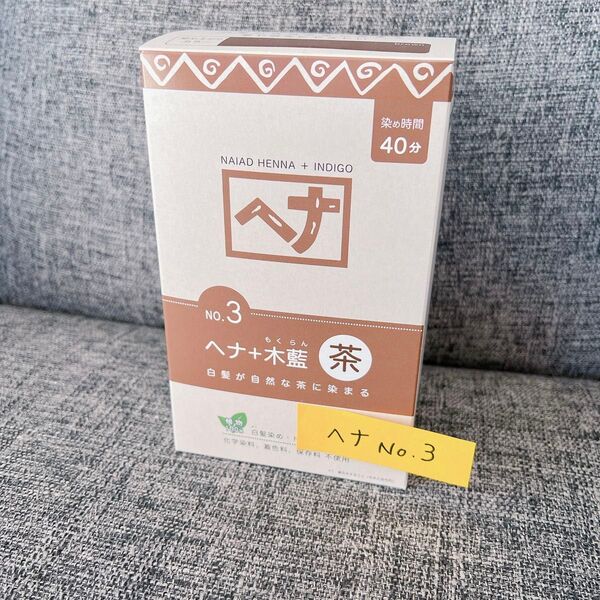 染め時間
40分
NAIAD HENNA + INDIGO
ヘナ
NO.3
もくらん
ヘナ+木藍 茶
白髪が自然な茶に染まる
植物
白髪染め・
ヘナ No.3
化学染料、着色料、保存料 不使用